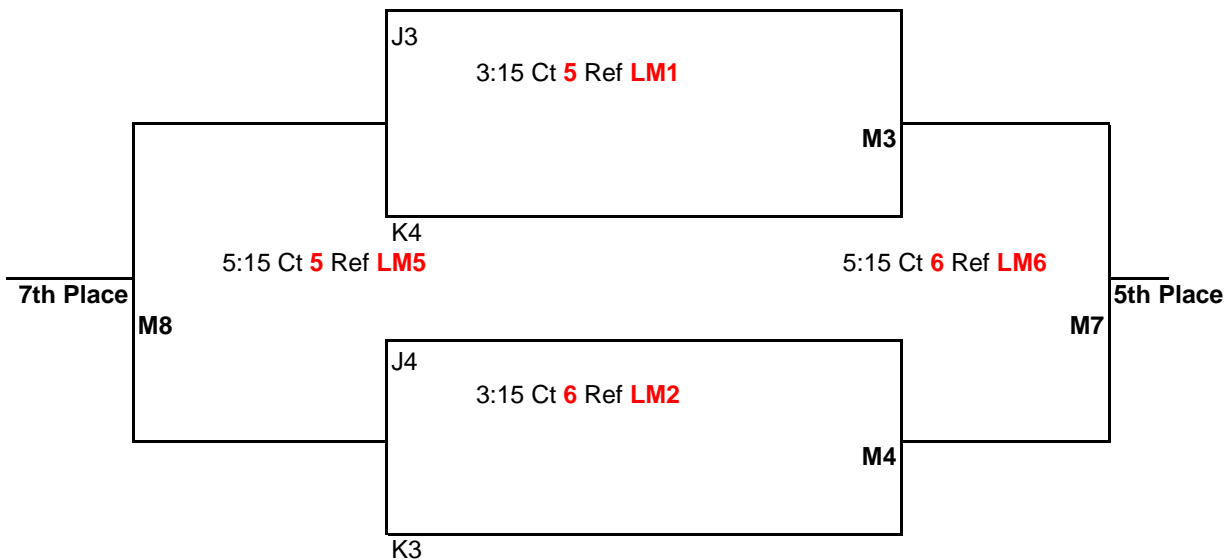 J3
3:15 Ct 5 Ref LM1
M3
K4
5:15 Ct 5 Ref LM5
5:15 Ct 6 Ref LM6
7th Place
5th Place
M8
M7
J4
3:15 Ct 6 Ref LM2
M4
K3